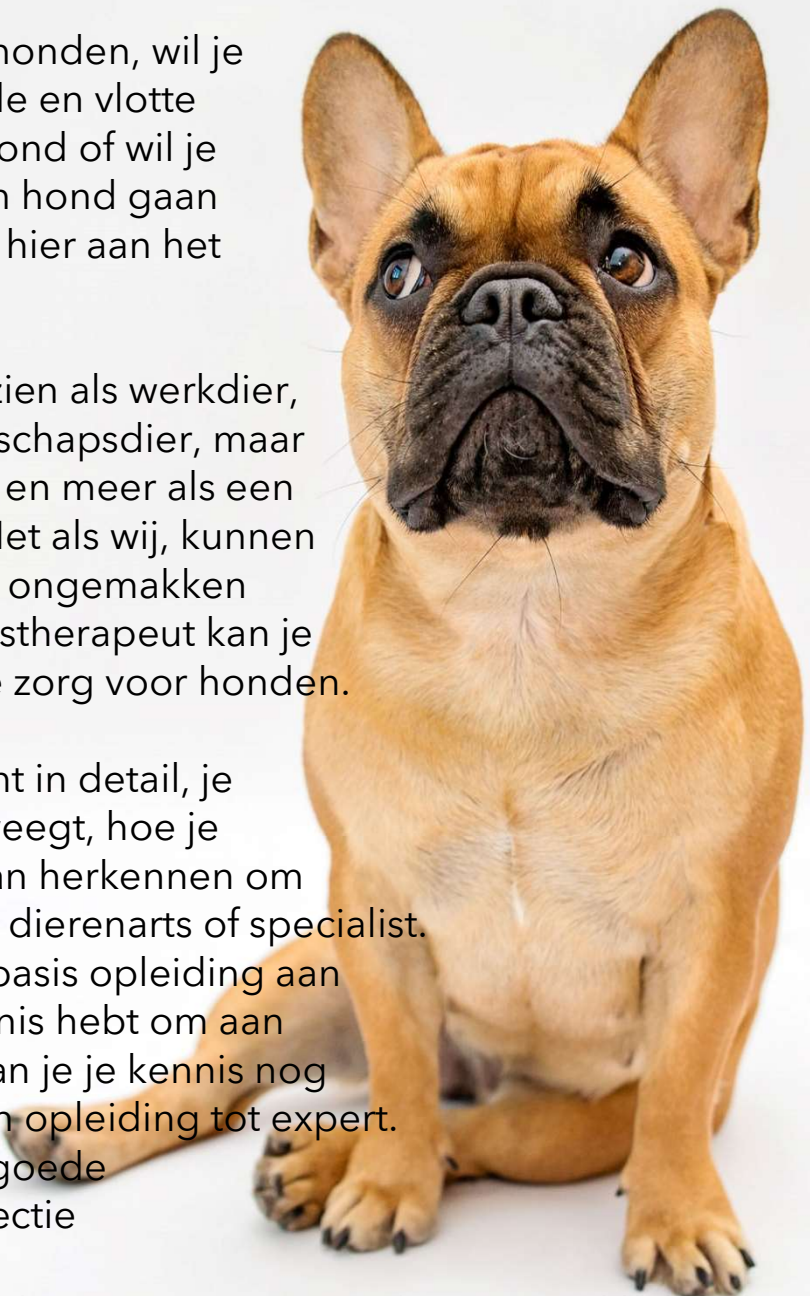 honden, wil je
le en vlotte
ond of wil je
n hond gaan
hier aan het
zien als werkdier,
schapsdier, maar
en meer als een
Net als wij, kunnen
ongemakken
stherapeut kan je
e zorg voor honden.
nt in detail, je
eegt, hoe je
an herkennen om
dierenarts of specialist.
basis opleiding aan
nis hebt om aan
an je je kennis nog
n opleiding tot expert.
goede
ectie